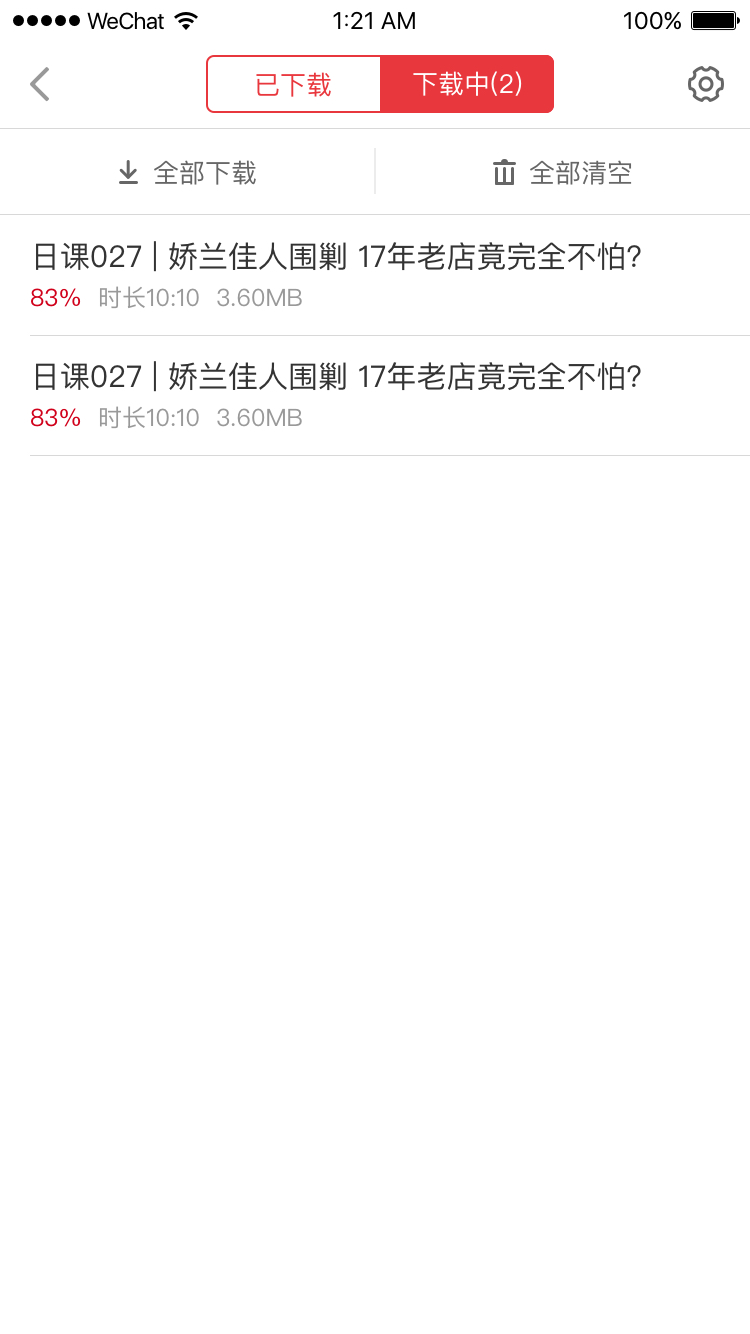 WeChat 1:21 AM 100%
已下载 下载中(2)
全部下载 全部清空
日课027 | 娇兰佳人围剿 17年老店竟完全不怕?
83% 时长10:10 3.60MB
日课027 | 娇兰佳人围剿 17年老店竟完全不怕?
83% 时长10:10 3.60MB